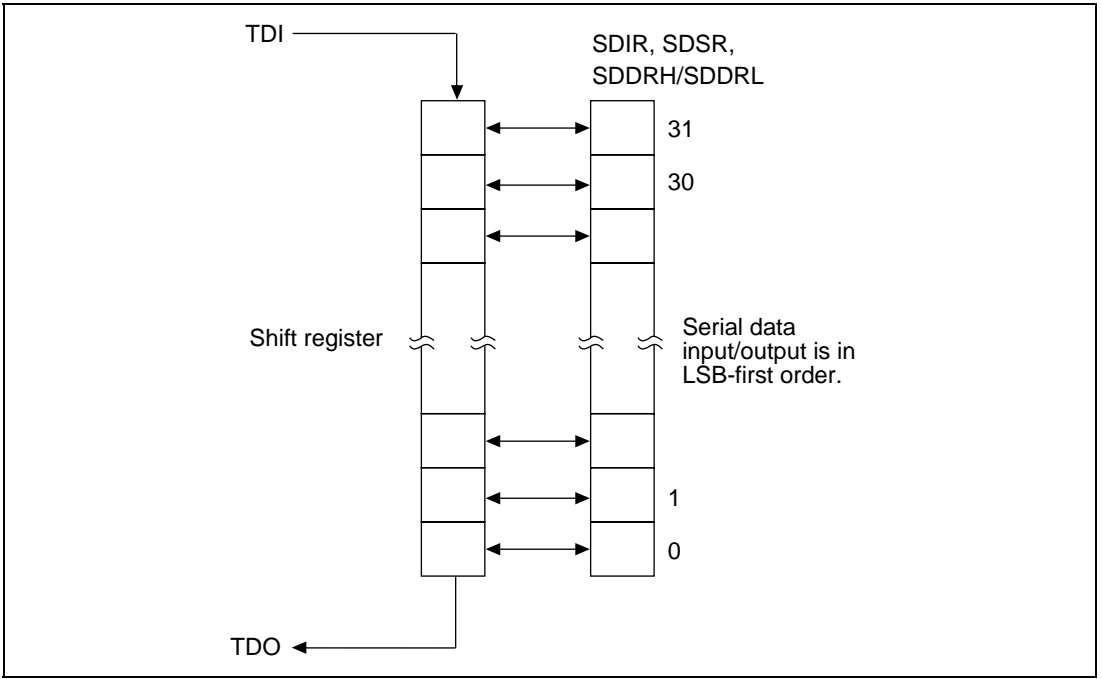 TDI
SDIR, SDSR,
SDDRH/SDDRL
31
30
Shift register
Serial data
input/output is in
LSB-first order.
1
0
TDO